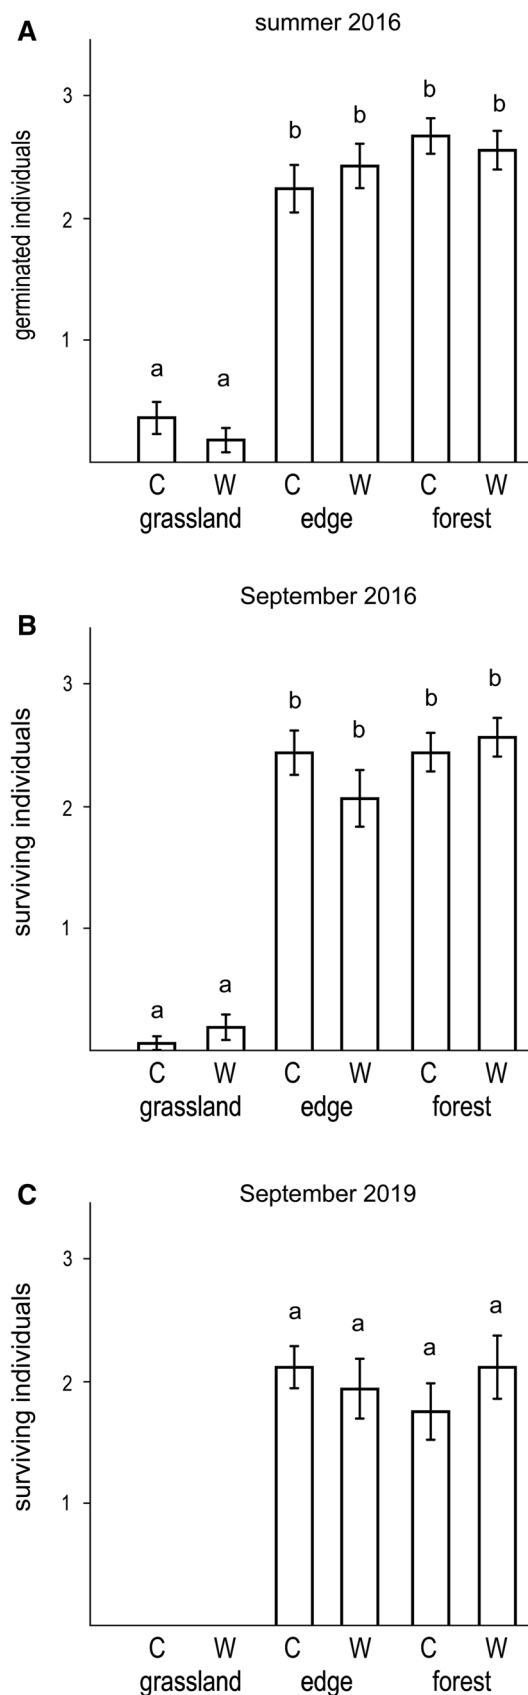 A
summer 2016
germinated individuals
3
2
1
a
a
b
b
b
b
C W C W C W
grassland edge forest
B
September 2016
surviving individuals
3
2
1
a
a
b
b
b
b
C W C W C W
grassland edge forest
C
September 2019
surviving individuals
3
2
1
a
a
a
a
C W C W C W
grassland edge forest